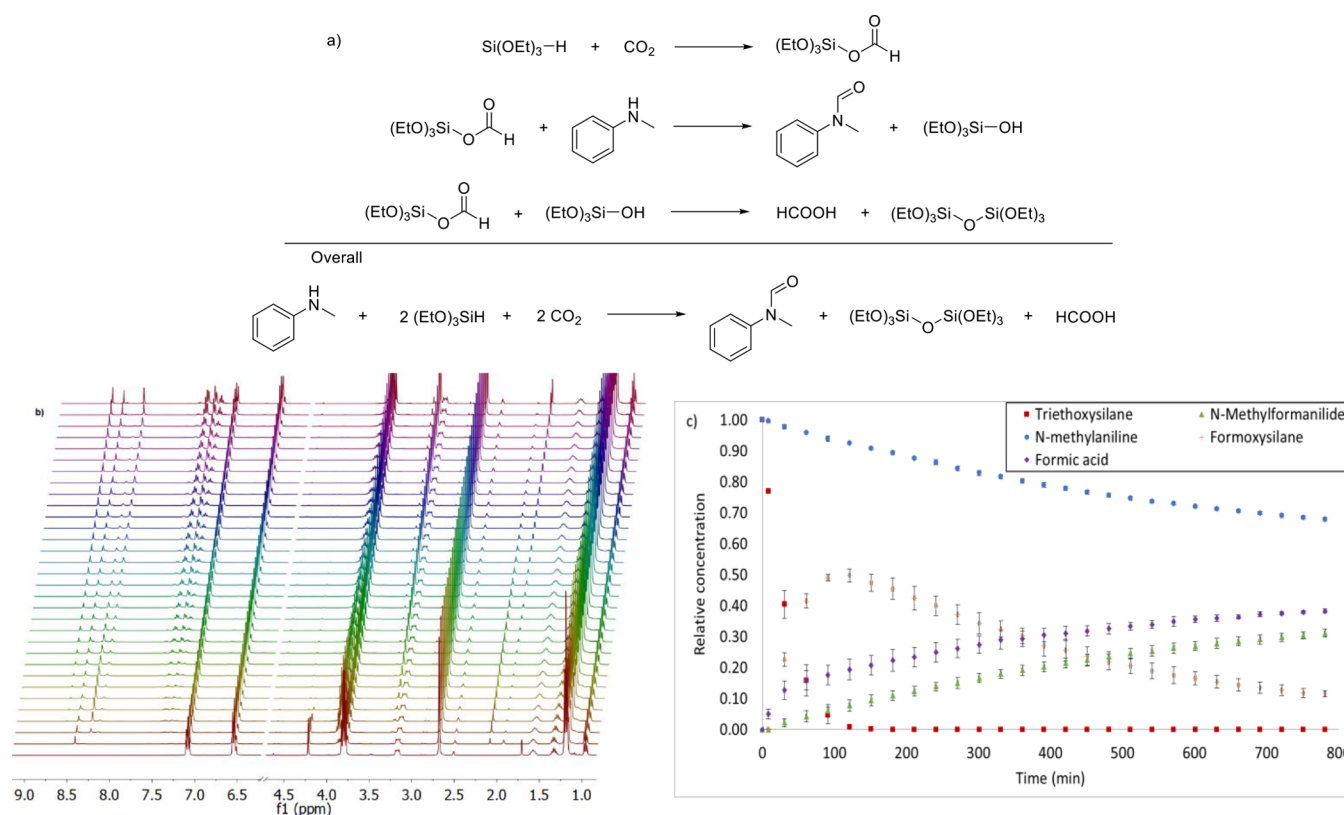 a)
Si(OEt)₃—H + CO₂ (EtO)₃Si O O H
(EtO)₃Si O O H + H N N O + (EtO)₃Si—OH
(EtO)₃Si O O H + (EtO)₃Si—OH HCOOH + (EtO)₃Si O Si(OEt)₃
Overall
H N + 2 (EtO)₃SiH + 2 CO₂ N O + (EtO)₃Si O Si(OEt)₃ + HCOOH
b)
9.0 8.5 8.0 7.5 7.0 6.5 4.5 4.0 3.5 3.0 2.5 2.0 1.5 1.0
f1 (ppm)
c)
Triethoxysilane N-Methylformanilide
N-methylaniline Formoxysilane
Formic acid
Relative concentration
1.00
0.90
0.80
0.70
0.60
0.50
0.40
0.30
0.20
0.10
0.00
0 100 200 300 400 500 600 700 800
Time (min)